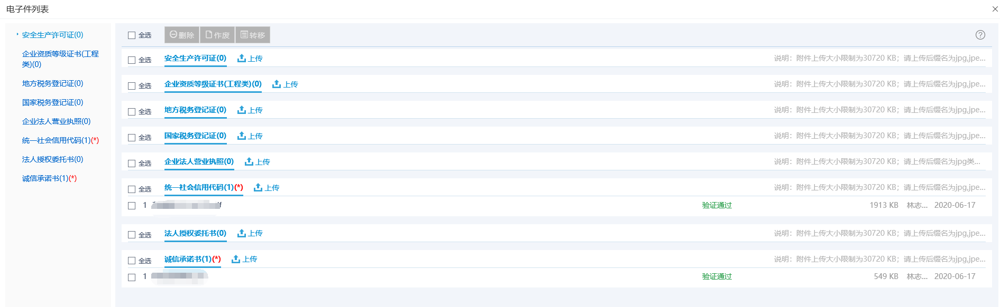 电子件列表
安全生产许可证(0)
企业资质等级证书(工程
类)(0)
地方税务登记证(0)
国家税务登记证(0)
企业法人营业执照(0)
统一社会信用代码(1)(*)
法人授权委托书(0)
诚信承诺书(1)(*)
全选 删除 作废 转移
全选 安全生产许可证(0) 上传 说明：附件上传大小限制为30720 KB；请上传后缀名为jpg,jpe...
全选 企业资质等级证书(工程类)(0) 上传 说明：附件上传大小限制为30720 KB；请上传后缀名为jpg,jpe...
全选 地方税务登记证(0) 上传 说明：附件上传大小限制为30720 KB；请上传后缀名为jpg,jpe...
全选 国家税务登记证(0) 上传 说明：附件上传大小限制为30720 KB；请上传后缀名为jpg,jpe...
全选 企业法人营业执照(0) 上传 说明：附件上传大小限制为30720 KB；请上传后缀名为jpg类...
全选 统一社会信用代码(1)(*) 上传 说明：附件上传大小限制为30720 KB；请上传后缀名为jpg,jpe...
1 验证通过 1913 KB 林志... 2020-06-17
全选 法人授权委托书(0) 上传 说明：附件上传大小限制为30720 KB；请上传后缀名为jpg,jpe...
全选 诚信承诺书(1)(*) 上传 说明：附件上传大小限制为30720 KB；请上传后缀名为jpg,jpe...
1 验证通过 549 KB 林志... 2020-06-17